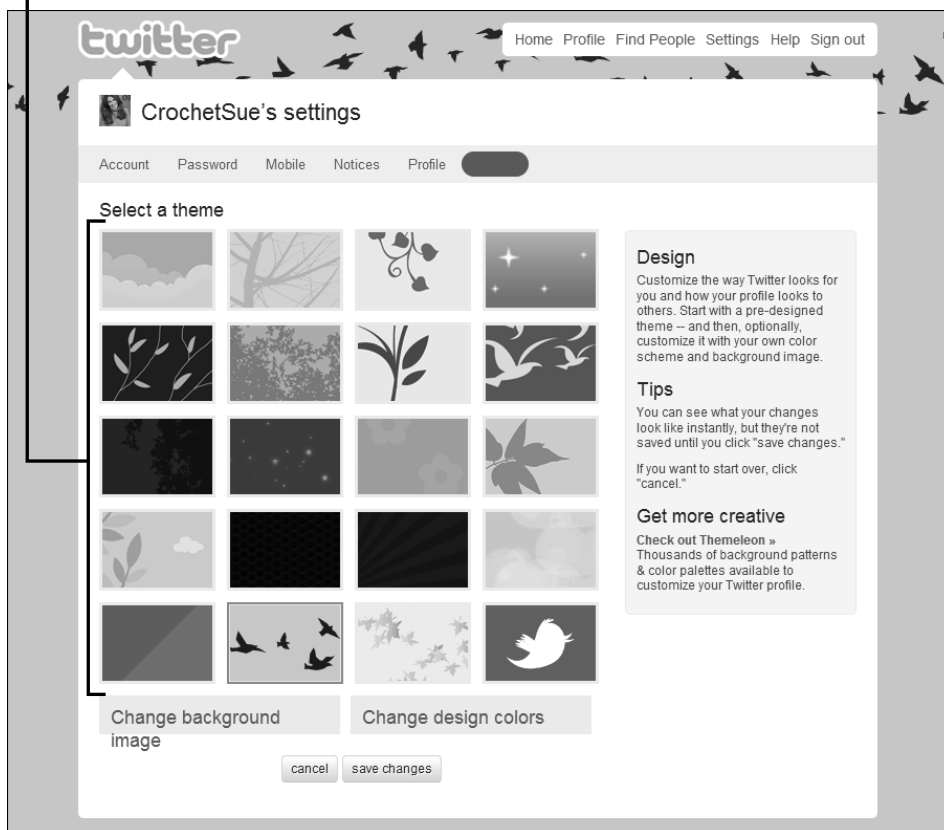 twitter
Home Profile Find People Settings Help Sign out
CrochetSue's settings
Account Password Mobile Notices Profile
Select a theme
Design
Customize the way Twitter looks for
you and how your profile looks to
others. Start with a pre-designed
theme -- and then, optionally,
customize it with your own color
scheme and background image.
Tips
You can see what your changes
look like instantly, but they're not
saved until you click "save changes."
If you want to start over, click
"cancel."
Get more creative
Check out Themeleon »
Thousands of background patterns
& color palettes available to
customize your Twitter profile.
Change background
image
Change design colors
cancel save changes